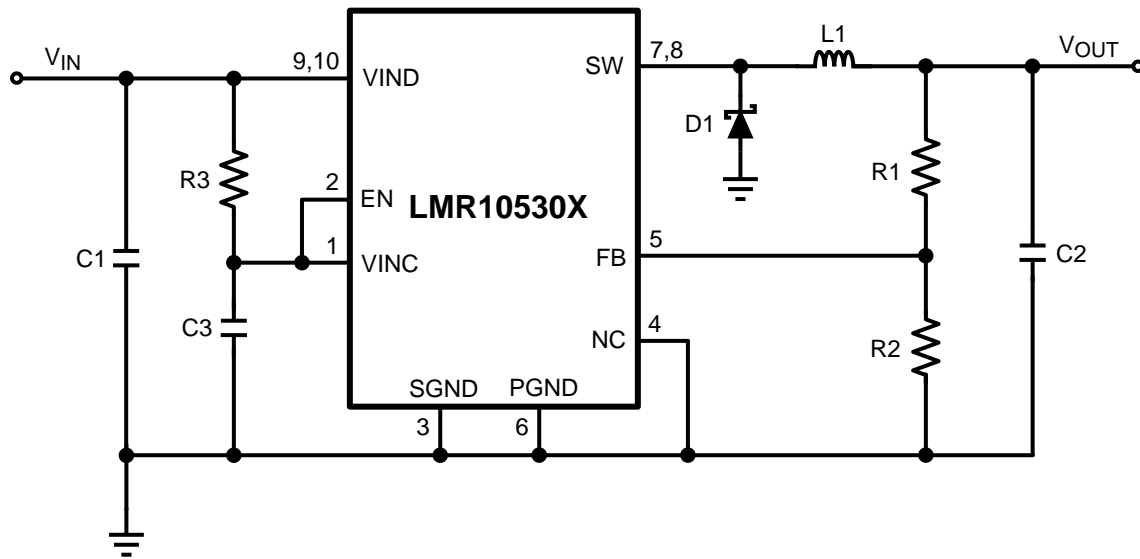 V_IN
9,10
VIND
SW
7,8
L1
V_OUT
D1
R3
2
EN
LMR10530X
R1
C1
1
VINC
FB
5
C2
C3
NC
4
R2
SGND
PGND
3
6